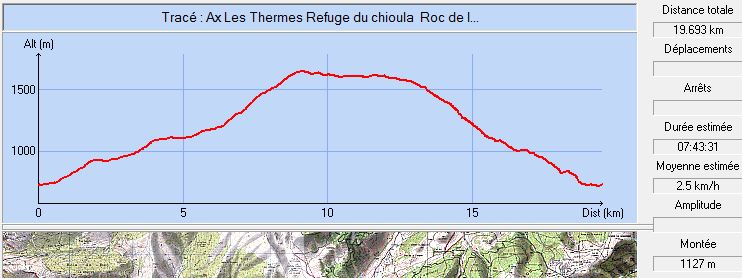 Tracé : Ax Les Thermes Refuge du chioula Roc de l...
Alt (m)
1500
1000
0
5
10
15
Dist (km)
Distance totale
19.693 km
Déplacements
Arrêts
Durée estimée
07:43:31
Moyenne estimée
2.5 km/h
Amplitude
Montée
1127 m